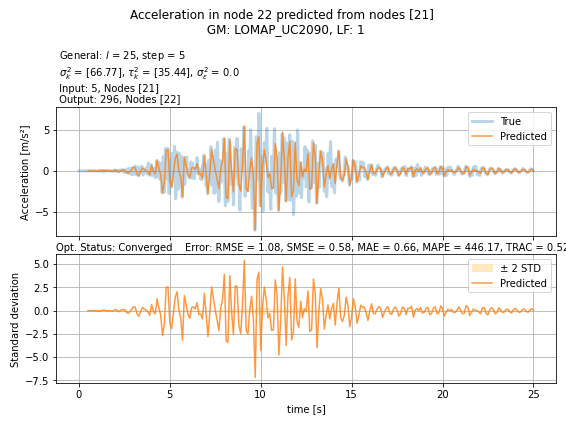 Acceleration in node 22 predicted from nodes [21]
GM: LOMAP_UC2090, LF: 1
General: l = 25, step = 5
σ²ₖ = [66.77], τ²ₖ = [35.44], σ²ε = 0.0
Input: 5, Nodes [21]
Output: 296, Nodes [22]
True
Predicted
Acceleration [m/s²]
5
0
−5
Opt. Status: Converged Error: RMSE = 1.08, SMSE = 0.58, MAE = 0.66, MAPE = 446.17, TRAC = 0.52
± 2 STD
Predicted
Standard deviation
5.0
2.5
0.0
−2.5
−5.0
−7.5
0 5 10 15 20 25
time [s]